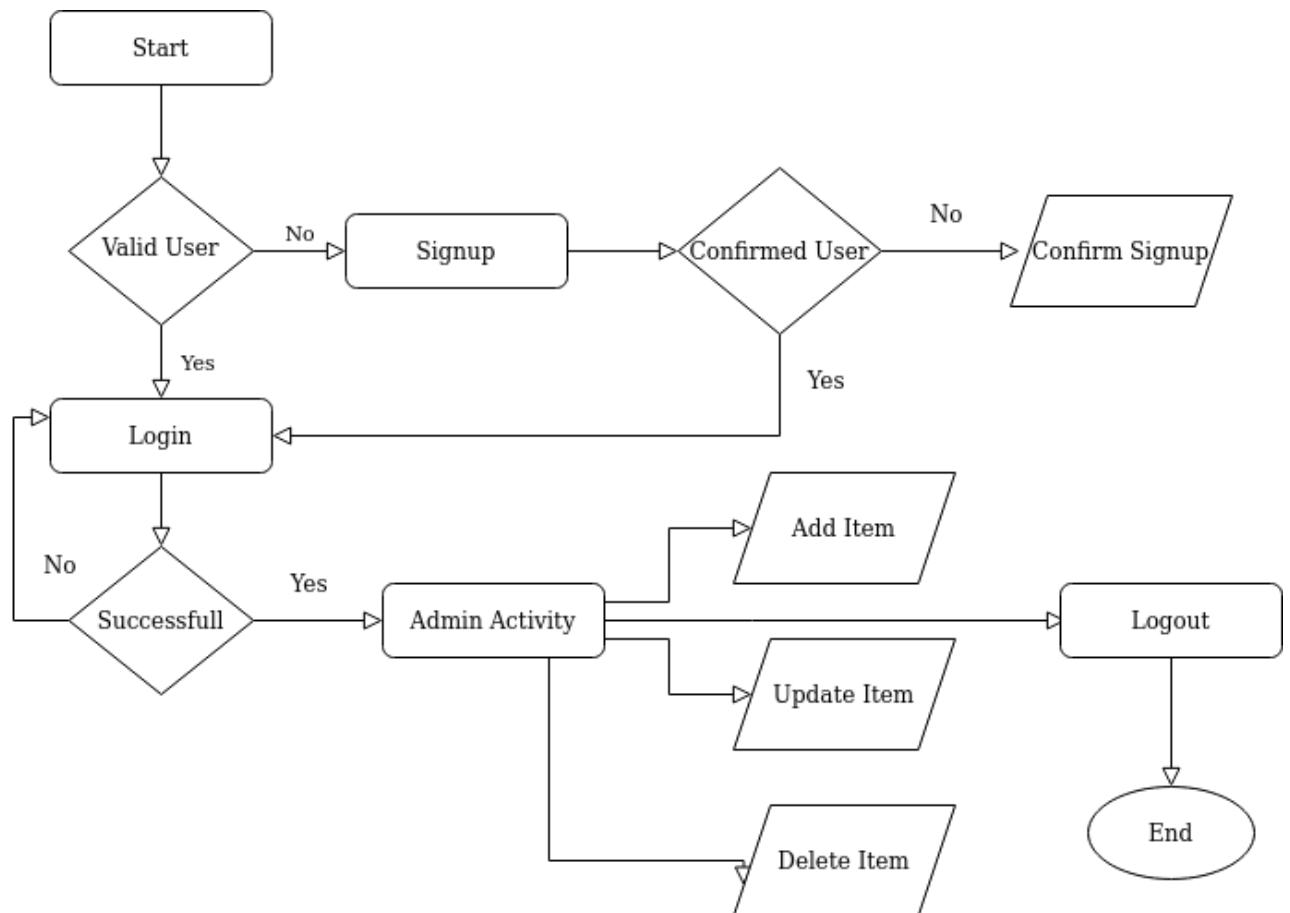 Start
Valid User
No
Signup
Confirmed User
No
Confirm Signup
Yes
Yes
Login
No
Successfull
Yes
Admin Activity
Add Item
Logout
Update Item
End
Delete Item